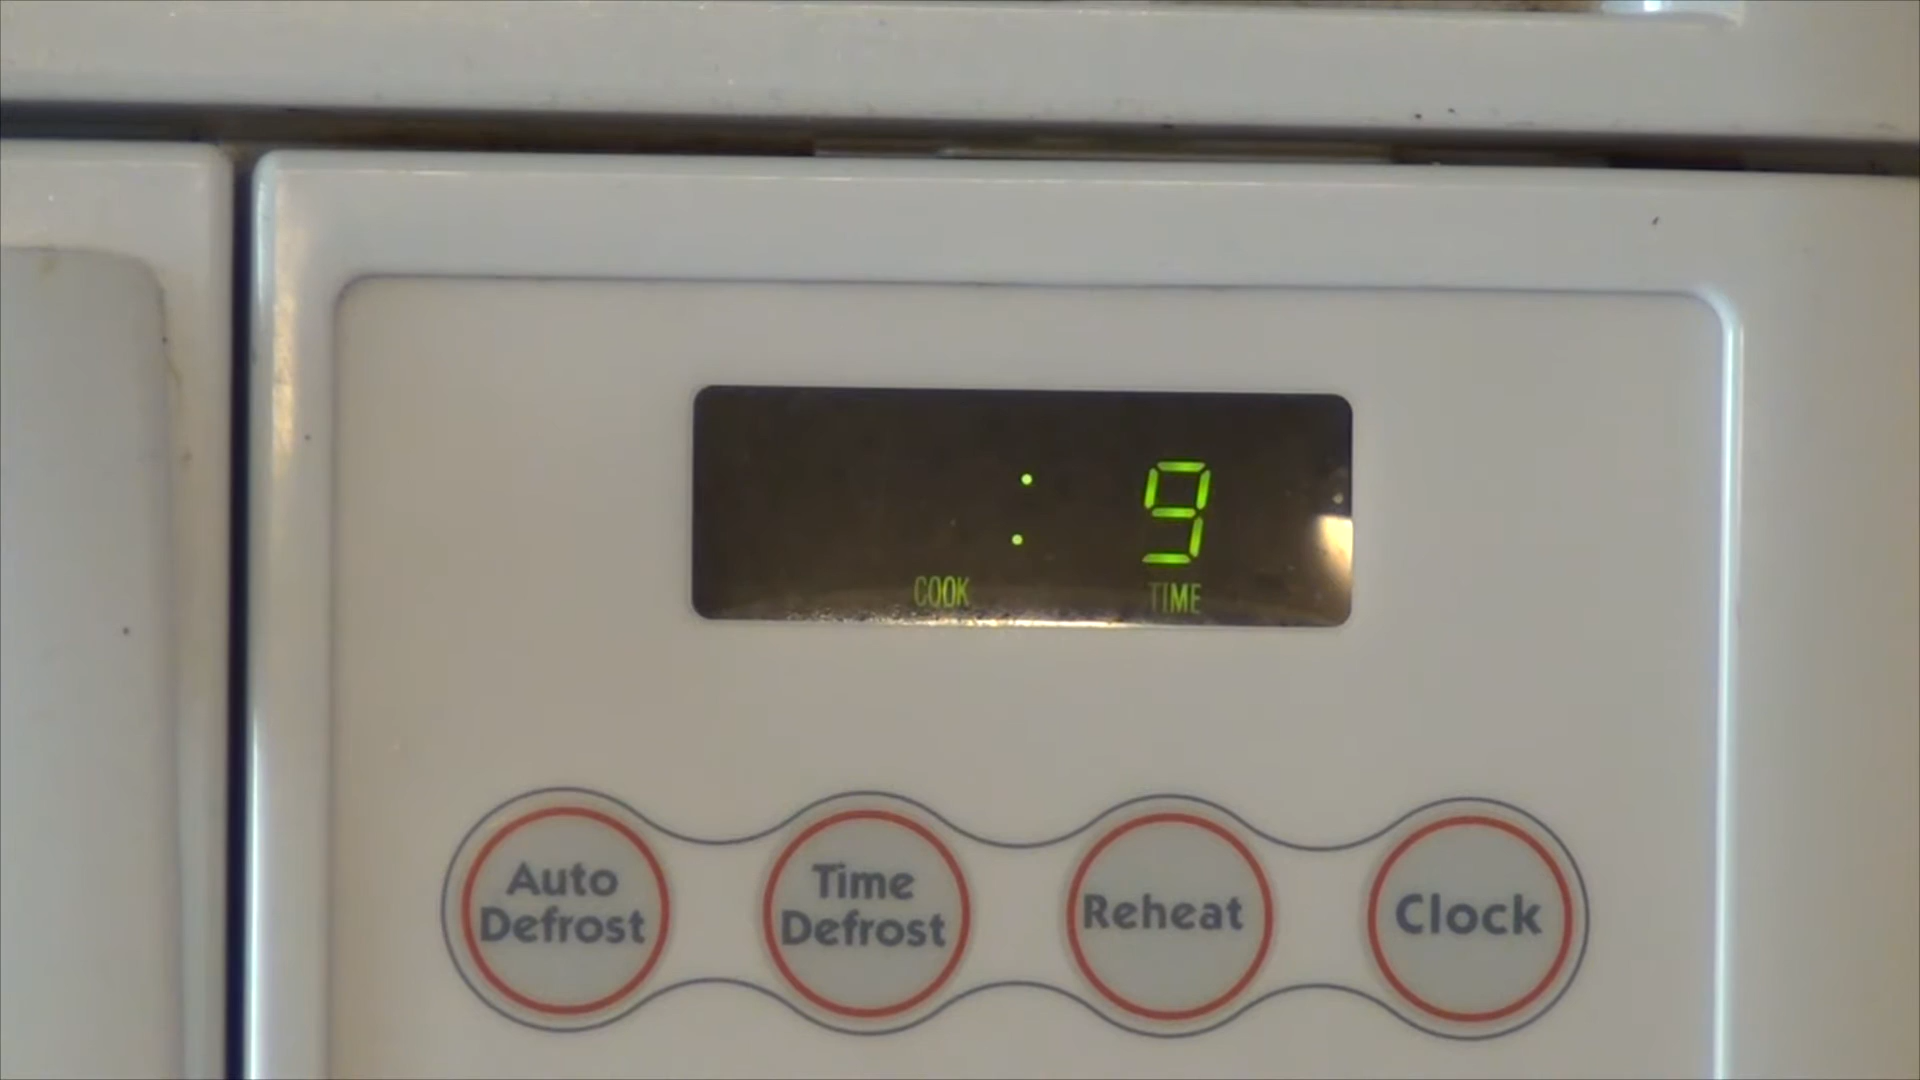 : 9
COOK TIME
Auto
Defrost
Time
Defrost
Reheat
Clock